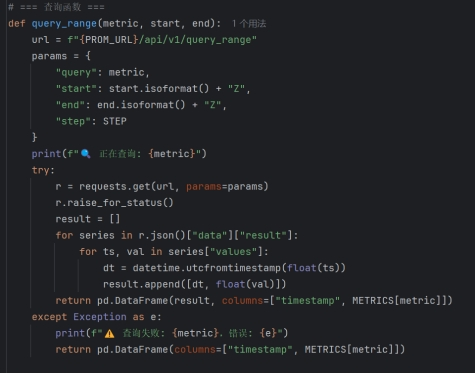 # === 查询函数 ===
def query_range(metric, start, end): 1 个用法
    url = f"{PROM_URL}/api/v1/query_range"
    params = {
        "query": metric,
        "start": start.isoformat() + "Z",
        "end": end.isoformat() + "Z",
        "step": STEP
    }
    print(f"🔍 正在查询: {metric}")
    try:
        r = requests.get(url, params=params)
        r.raise_for_status()
        result = []
        for series in r.json()["data"]["result"]:
            for ts, val in series["values"]:
                dt = datetime.utcfromtimestamp(float(ts))
                result.append([dt, float(val)])
        return pd.DataFrame(result, columns=["timestamp", METRICS[metric]])
    except Exception as e:
        print(f"⚠️ 查询失败: {metric}，错误: {e}")
        return pd.DataFrame(columns=["timestamp", METRICS[metric]])